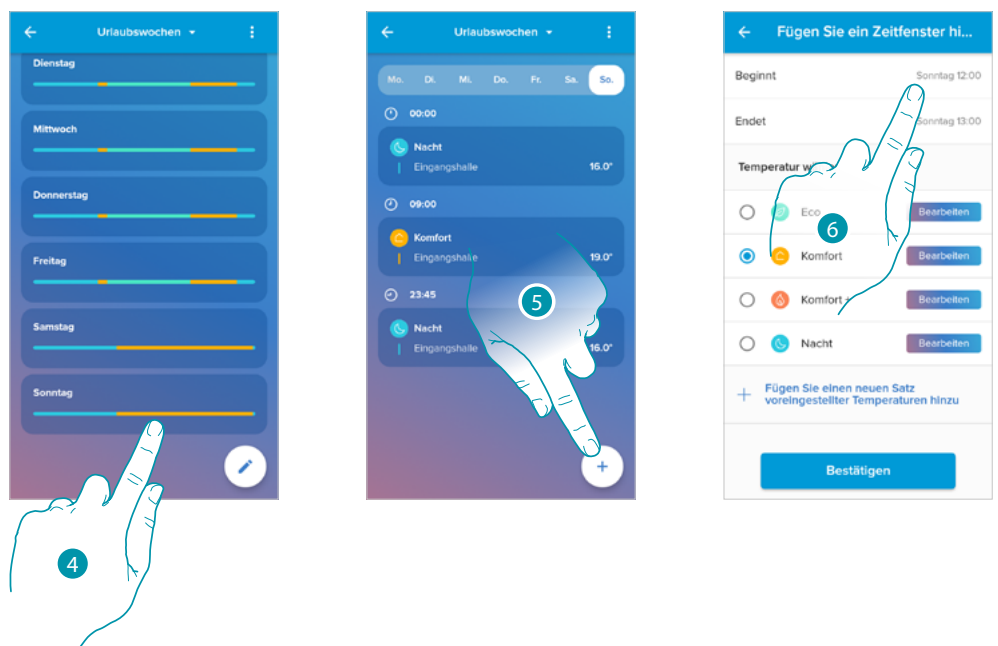 Urlaubswochen
Dienstag
Mittwoch
Donnerstag
Freitag
Samstag
Sonntag
4
Urlaubswochen
Mo. Di. Mi. Do. Fr. Sa. So.
00:00
Nacht
Eingangshalle 16.0°
09:00
Komfort
Eingangshalle 19.0°
23:45
Nacht
Eingangshalle 16.0°
5
+
Fügen Sie ein Zeitfenster hi...
Beginnt Sonntag 12:00
Endet Sonntag 13:00
Temperatur
Eco Bearbeiten
6
Komfort Bearbeiten
Komfort + Bearbeiten
Nacht Bearbeiten
+ Fügen Sie einen neuen Satz
voreingestellter Temperaturen hinzu
Bestätigen